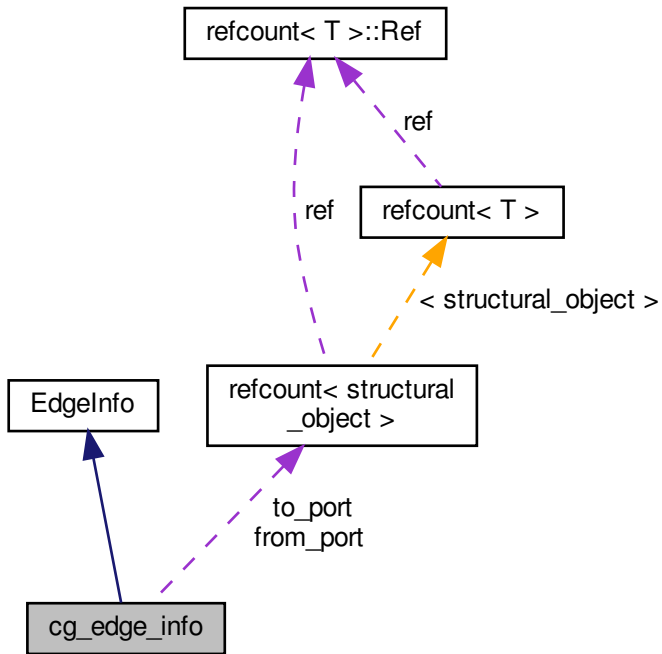 refcount< T >::Ref
ref
refcount< T >
ref
< structural_object >
refcount< structural
_object >
EdgeInfo
to_port
from_port
cg_edge_info